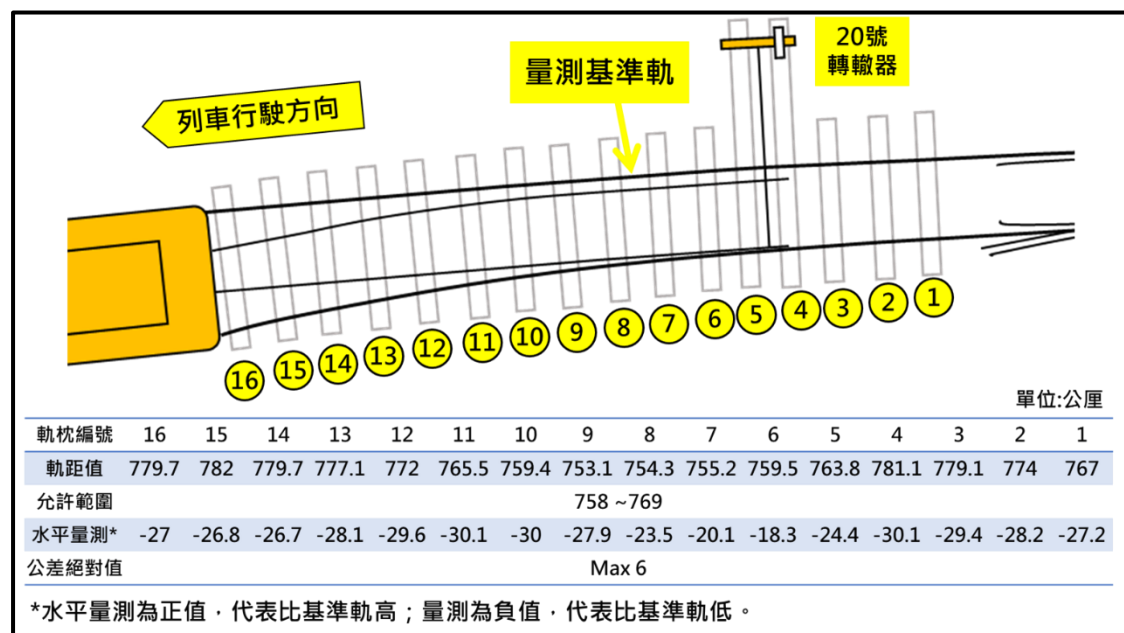 20號
轉轍器
量測基準軌
列車行駛方向
16 15 14 13 12 11 10 9 8 7 6 5 4 3 2 1
單位:公厘
軌枕編號 16 15 14 13 12 11 10 9 8 7 6 5 4 3 2 1
軌距值 779.7 782 779.7 777.1 772 765.5 759.4 753.1 754.3 755.2 759.5 763.8 781.1 779.1 774 767
允許範圍 758 ~769
水平量測* -27 -26.8 -26.7 -28.1 -29.6 -30.1 -30 -27.9 -23.5 -20.1 -18.3 -24.4 -30.1 -29.4 -28.2 -27.2
公差絕對值 Max 6
*水平量測為正值，代表比基準軌高；量測為負值，代表比基準軌低。